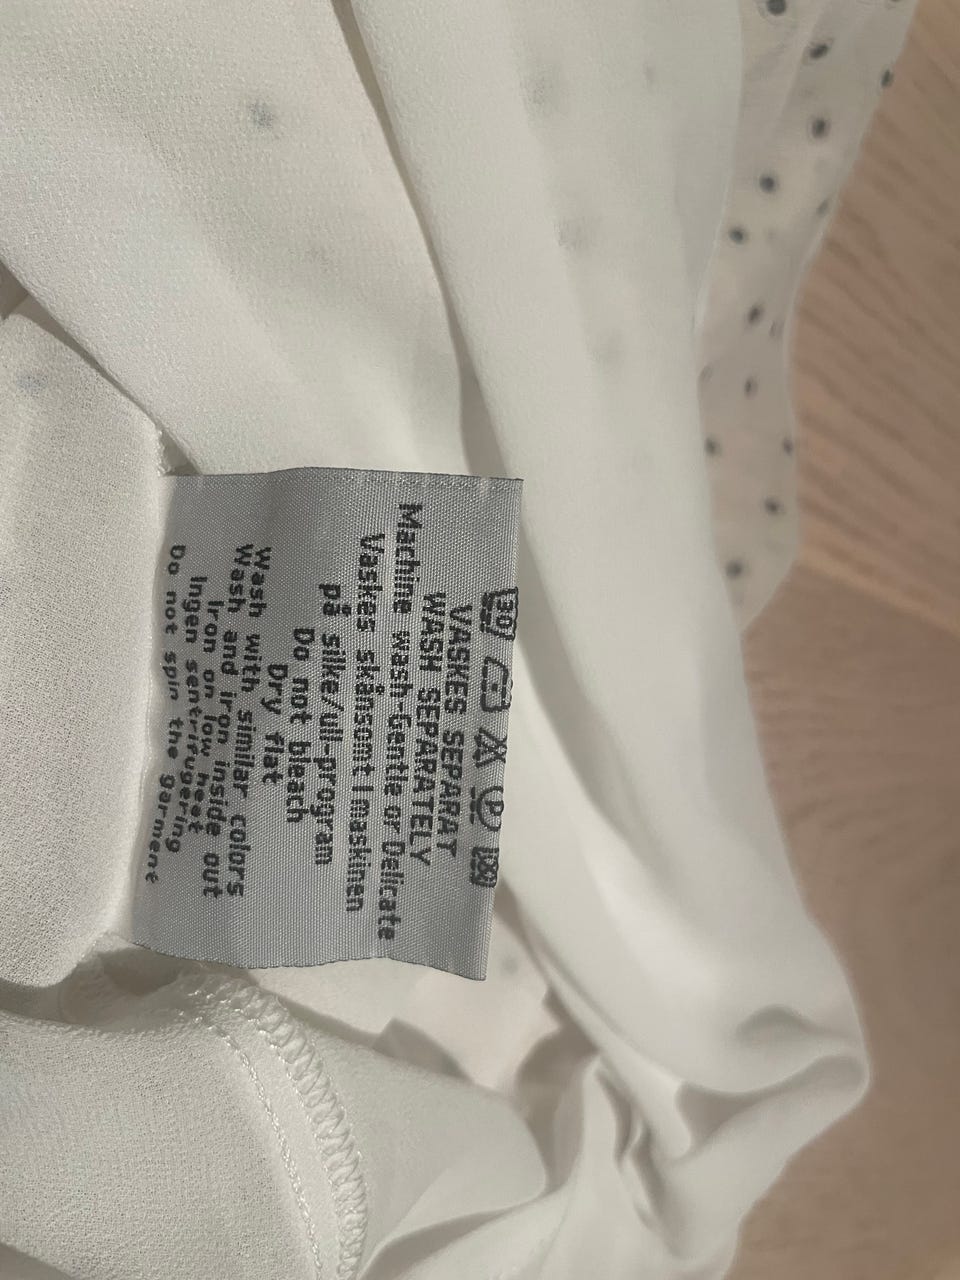 30 P
VASKES SEPARAT
WASH SEPARATELY
Machine wash-Gentle or Delicate
Vaskes skånsomt I maskinen
på silke/ull-program
Do not bleach
Dry flat
Wash with similar colors
Wash and iron inside out
Iron on low heet
Ingen sentrifugering
Do not spin the garment